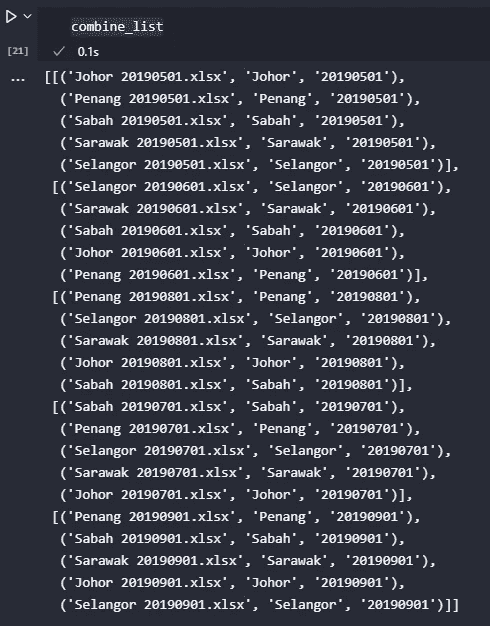 combine_list
[21]
0.1s
...
[[('Johor 20190501.xlsx', 'Johor', '20190501'),
('Penang 20190501.xlsx', 'Penang', '20190501'),
('Sabah 20190501.xlsx', 'Sabah', '20190501'),
('Sarawak 20190501.xlsx', 'Sarawak', '20190501'),
('Selangor 20190501.xlsx', 'Selangor', '20190501')],
[('Selangor 20190601.xlsx', 'Selangor', '20190601'),
('Sarawak 20190601.xlsx', 'Sarawak', '20190601'),
('Sabah 20190601.xlsx', 'Sabah', '20190601'),
('Johor 20190601.xlsx', 'Johor', '20190601'),
('Penang 20190601.xlsx', 'Penang', '20190601')],
[('Penang 20190801.xlsx', 'Penang', '20190801'),
('Selangor 20190801.xlsx', 'Selangor', '20190801'),
('Sarawak 20190801.xlsx', 'Sarawak', '20190801'),
('Johor 20190801.xlsx', 'Johor', '20190801'),
('Sabah 20190801.xlsx', 'Sabah', '20190801')],
[('Sabah 20190701.xlsx', 'Sabah', '20190701'),
('Penang 20190701.xlsx', 'Penang', '20190701'),
('Selangor 20190701.xlsx', 'Selangor', '20190701'),
('Sarawak 20190701.xlsx', 'Sarawak', '20190701'),
('Johor 20190701.xlsx', 'Johor', '20190701')],
[('Penang 20190901.xlsx', 'Penang', '20190901'),
('Sabah 20190901.xlsx', 'Sabah', '20190901'),
('Sarawak 20190901.xlsx', 'Sarawak', '20190901'),
('Johor 20190901.xlsx', 'Johor', '20190901'),
('Selangor 20190901.xlsx', 'Selangor', '20190901')]]